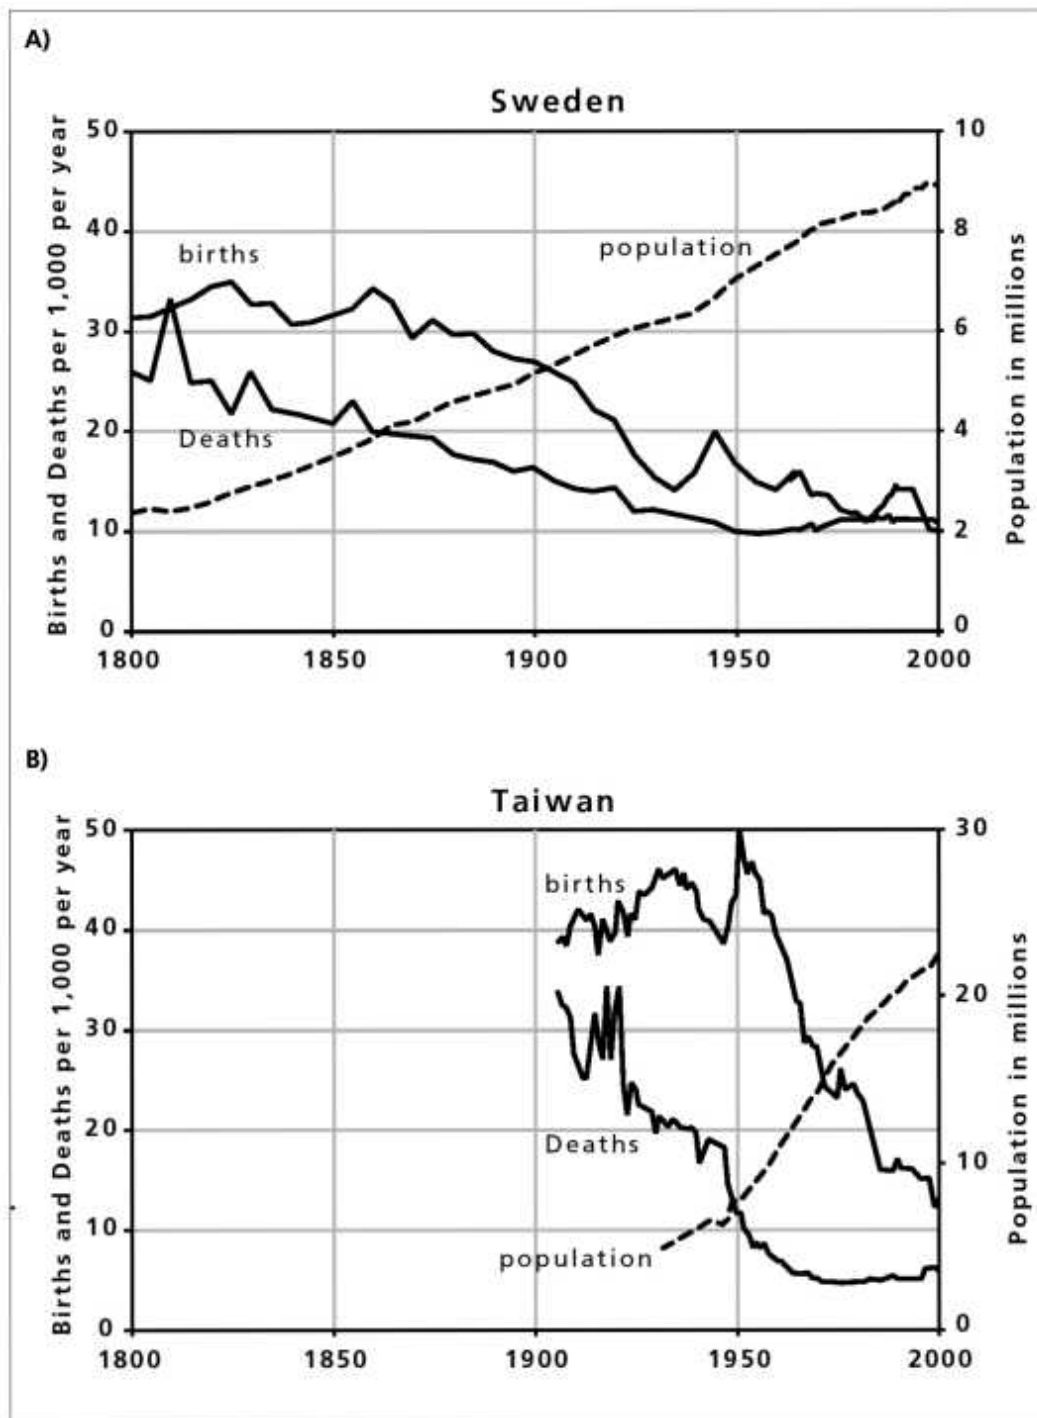 A)
Sweden
Births and Deaths per 1,000 per year
Population in millions
50
40
30
20
10
0
10
8
6
4
2
0
births
population
Deaths
1800
1850
1900
1950
2000
B)
Taiwan
Births and Deaths per 1,000 per year
Population in millions
50
40
30
20
10
0
30
20
10
0
births
Deaths
population
1800
1850
1900
1950
2000